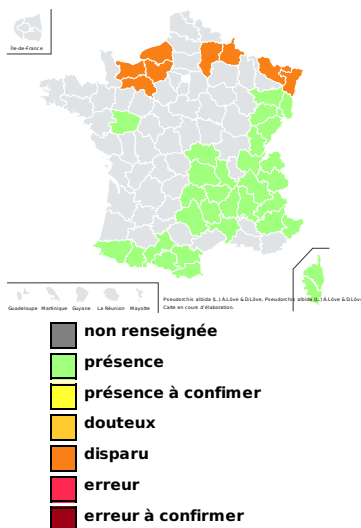 Île-de-France
Guadeloupe Martinique Guyane La Réunion Mayotte
Pseudorchis albida (L.) Á.Löve & D.Löve, Pseudorchis albida (L.) Á.Löve & D.Löve
Carte en cours d'élaboration.
non renseignée
présence
présence à confimer
douteux
disparu
erreur
erreur à confirmer